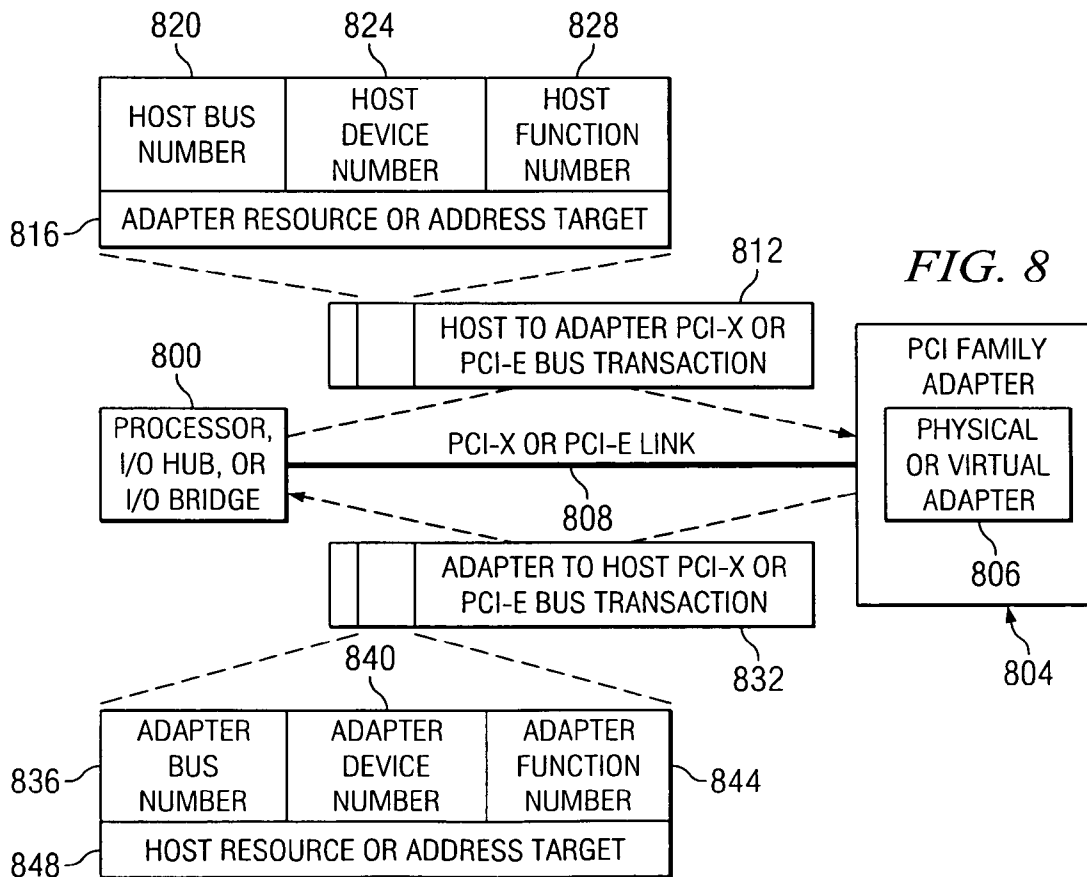 820
824
828
HOST BUS
NUMBER
HOST
DEVICE
NUMBER
HOST
FUNCTION
NUMBER
816
ADAPTER RESOURCE OR ADDRESS TARGET
812
FIG. 8
HOST TO ADAPTER PCI-X OR
PCI-E BUS TRANSACTION
800
PROCESSOR,
I/O HUB, OR
I/O BRIDGE
PCI-X OR PCI-E LINK
808
PCI FAMILY
ADAPTER
PHYSICAL
OR VIRTUAL
ADAPTER
806
804
ADAPTER TO HOST PCI-X OR
PCI-E BUS TRANSACTION
832
840
836
ADAPTER
BUS
NUMBER
ADAPTER
DEVICE
NUMBER
ADAPTER
FUNCTION
NUMBER
844
848
HOST RESOURCE OR ADDRESS TARGET